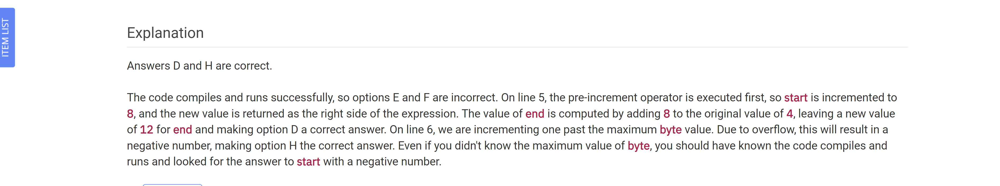 ITEM LIST
Explanation
Answers D and H are correct.
The code compiles and runs successfully, so options E and F are incorrect. On line 5, the pre-increment operator is executed first, so start is incremented to
8, and the new value is returned as the right side of the expression. The value of end is computed by adding 8 to the original value of 4, leaving a new value
of 12 for end and making option D a correct answer. On line 6, we are incrementing one past the maximum byte value. Due to overflow, this will result in a
negative number, making option H the correct answer. Even if you didn't know the maximum value of byte, you should have known the code compiles and
runs and looked for the answer to start with a negative number.